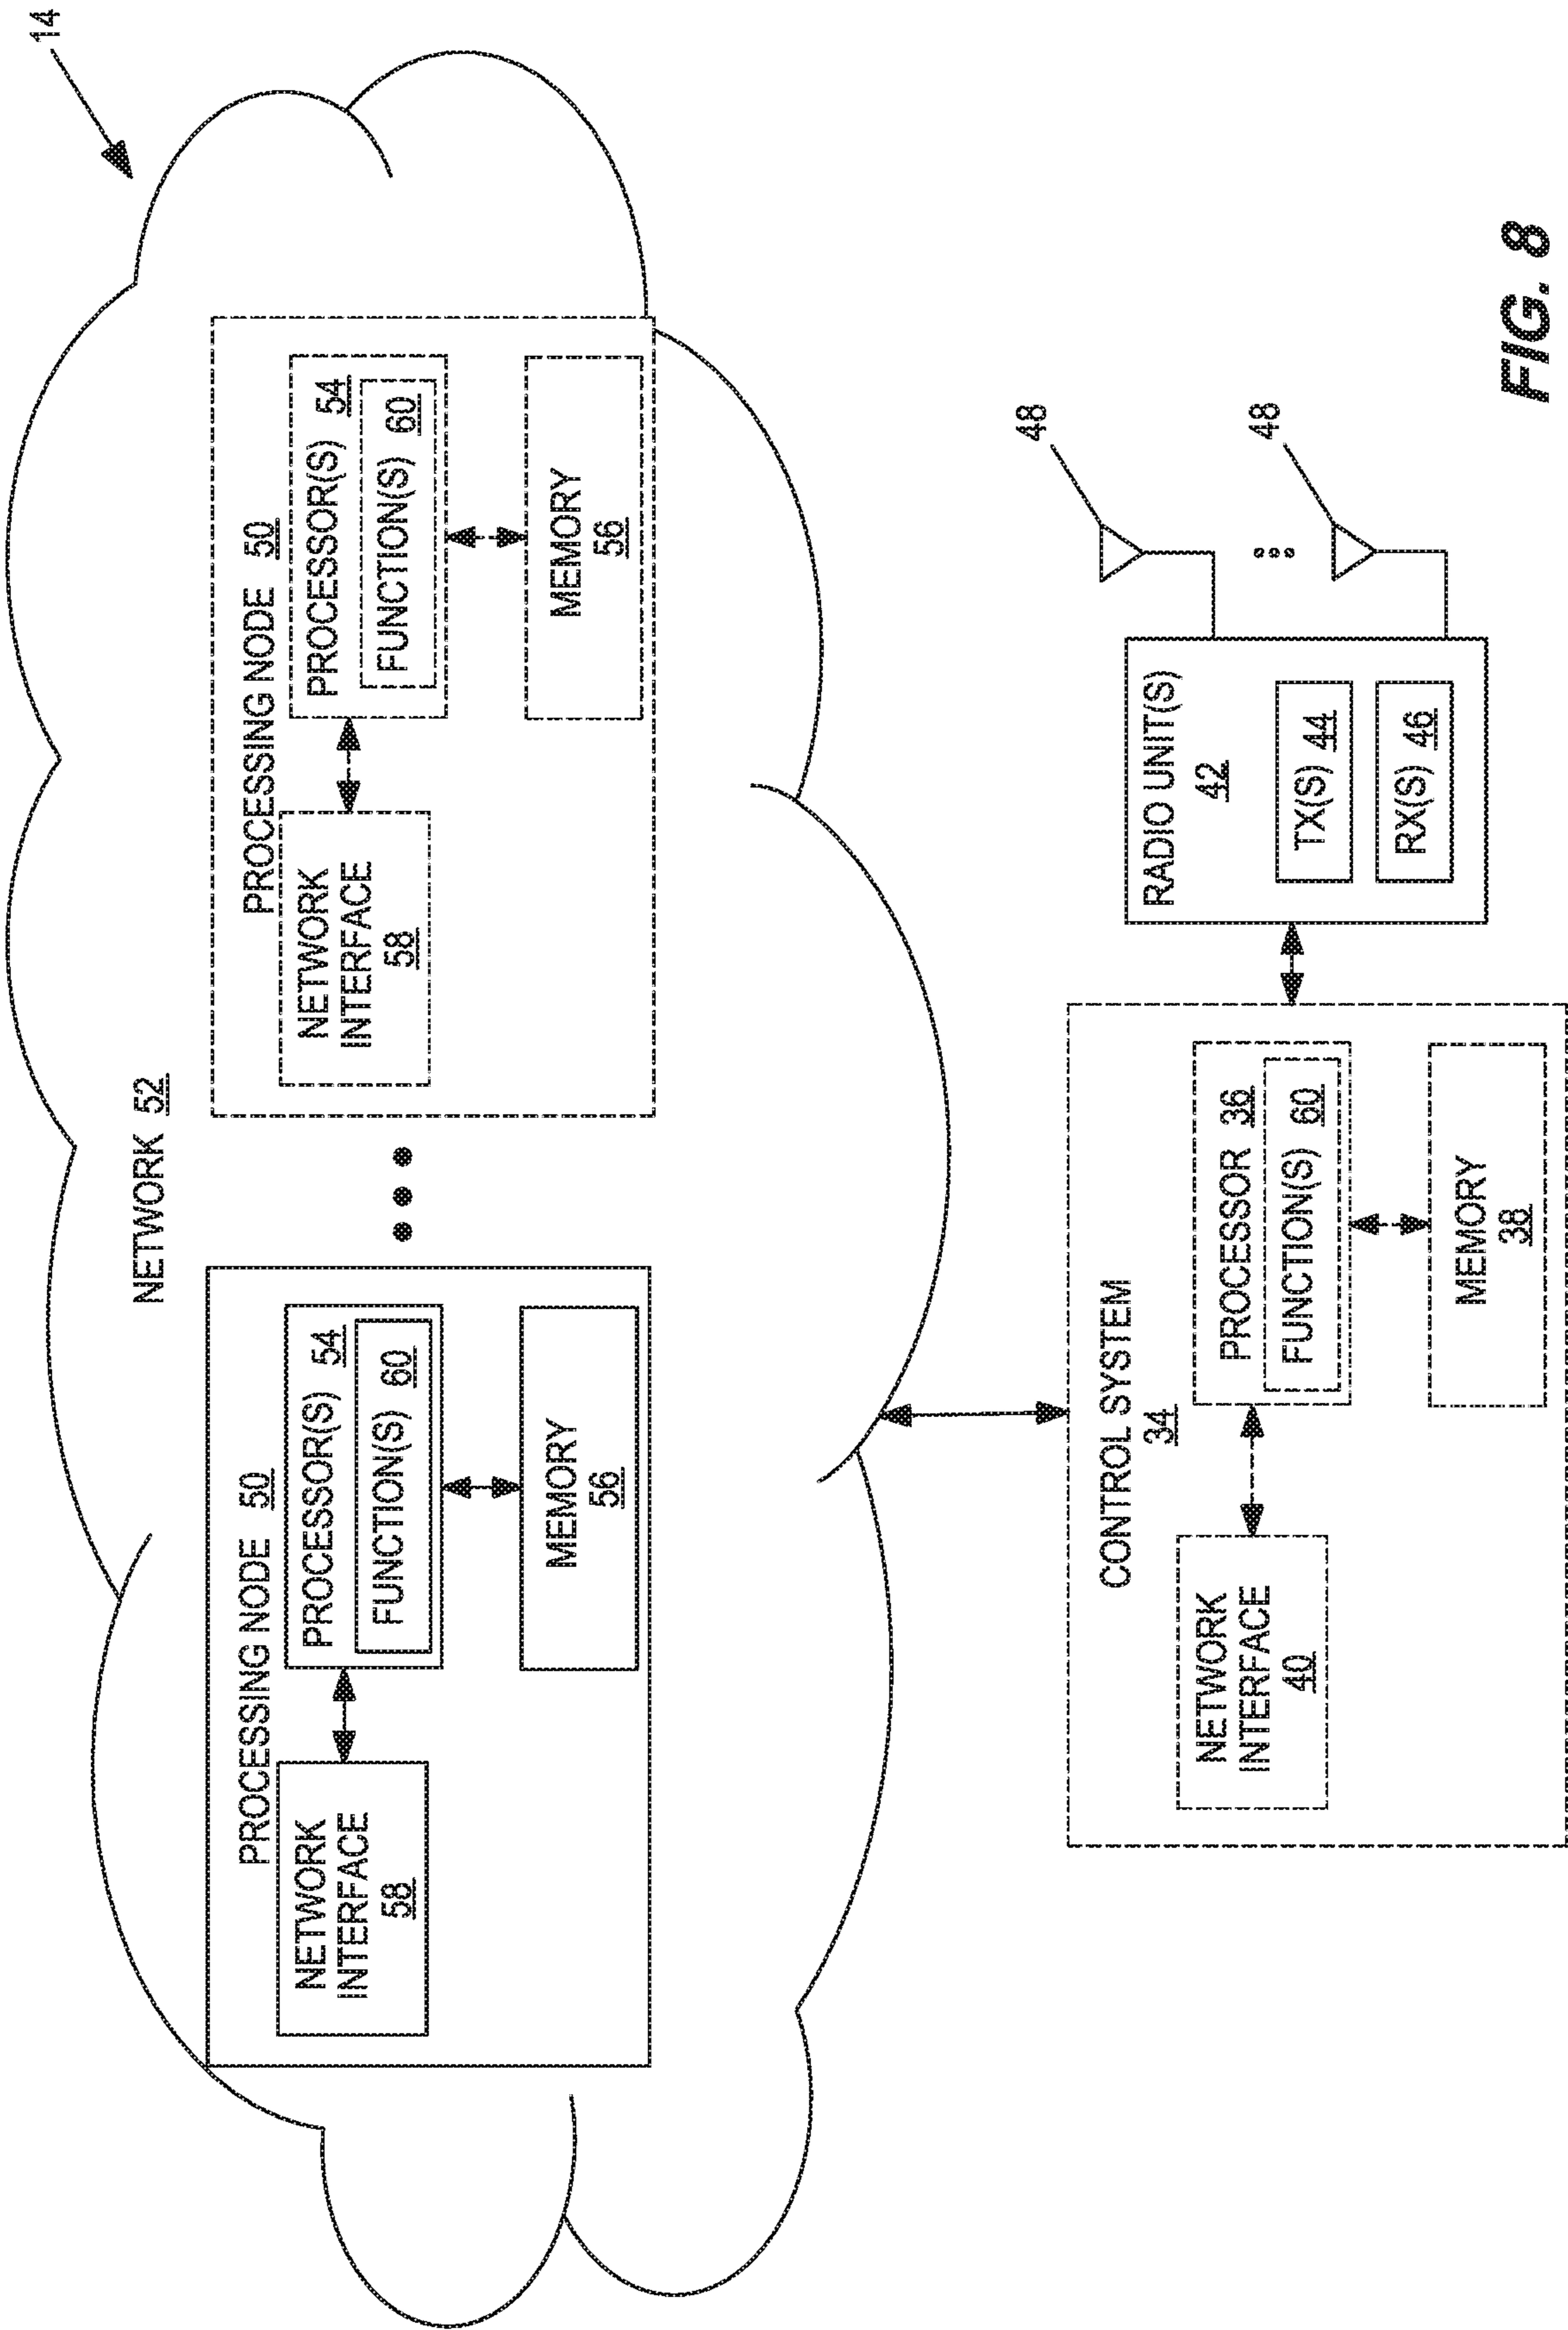 14
NETWORK 52
PROCESSING NODE 50
NETWORK
INTERFACE
58
PROCESSOR(S) 54
FUNCTION(S) 60
MEMORY
56
PROCESSING NODE 50
NETWORK
INTERFACE
58
PROCESSOR(S) 54
FUNCTION(S) 60
MEMORY
56
CONTROL SYSTEM
34
NETWORK
INTERFACE
40
PROCESSOR 36
FUNCTION(S) 60
MEMORY
38
RADIO UNIT(S)
42
TX(S) 44
RX(S) 46
48
48
FIG. 8